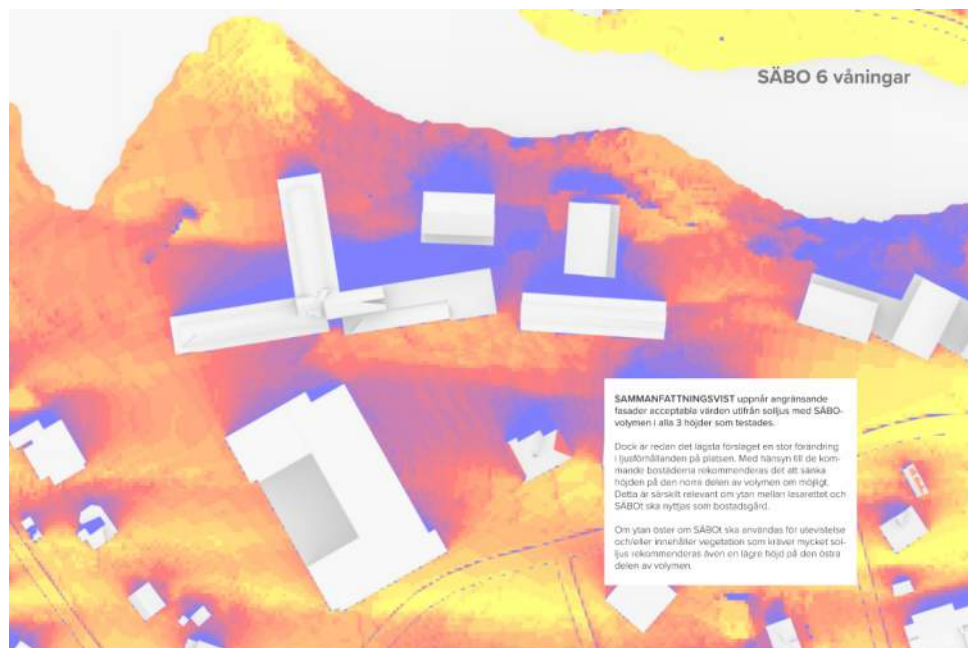 SÄBO 6 våningar
SAMMANFATTNINGSVIST uppnår angränsande
fasader acceptabla värden utifrån solljus med SÄBO-
volymen i alla 3 höjder som testades.
Dock är redan det lägsta förslaget en stor förändring
i ljusförhållanden på platsen. Med hänsyn till de kom-
mande bostäderna rekommenderas det att sänka
höjden på den norra delen av volymen om möjligt.
Detta är särskilt relevant om ytan mellan lasarettet och
SÄBOt ska nyttjas som bostadsgård.
Om ytan öster om SÄBOt ska användas för utevistelse
och/eller innehåller vegetation som kräver mycket sol-
ljus rekommenderas även en lägre höjd på den östra
delen av volymen.